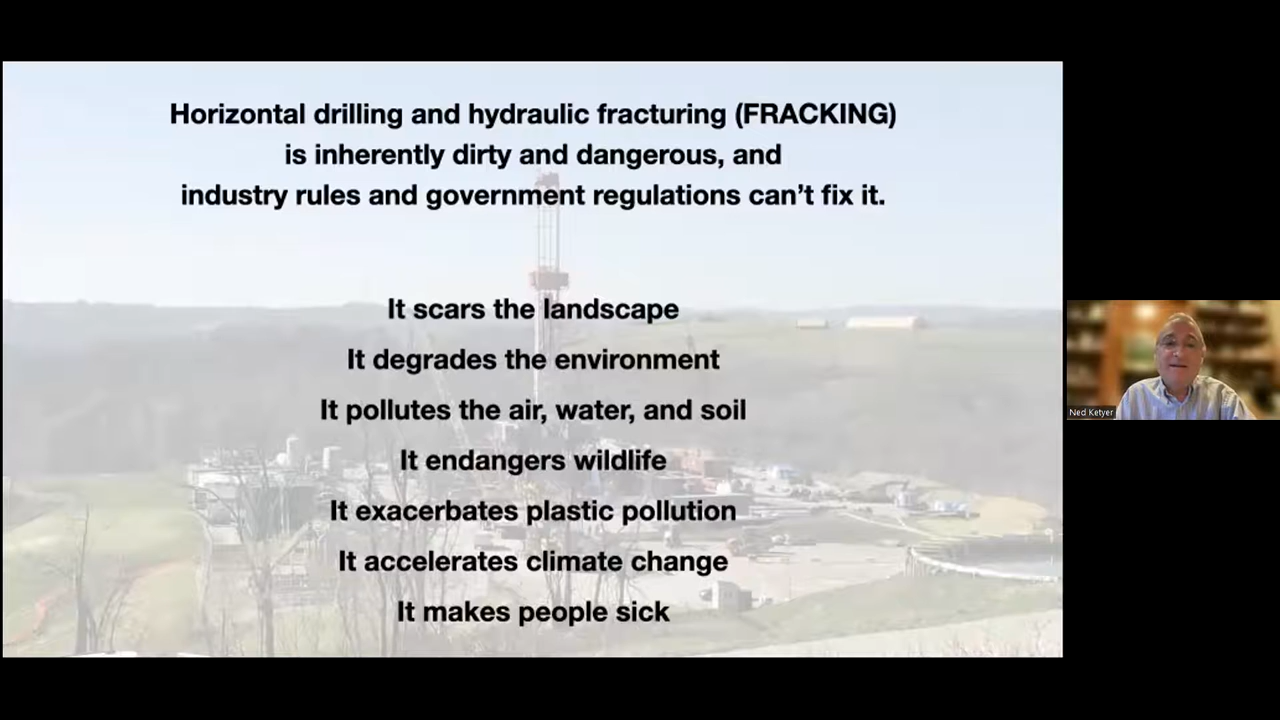 Horizontal drilling and hydraulic fracturing (FRACKING)
is inherently dirty and dangerous, and
industry rules and government regulations can’t fix it.
It scars the landscape
It degrades the environment
It pollutes the air, water, and soil
It endangers wildlife
It exacerbates plastic pollution
It accelerates climate change
It makes people sick
Ned Ketyer